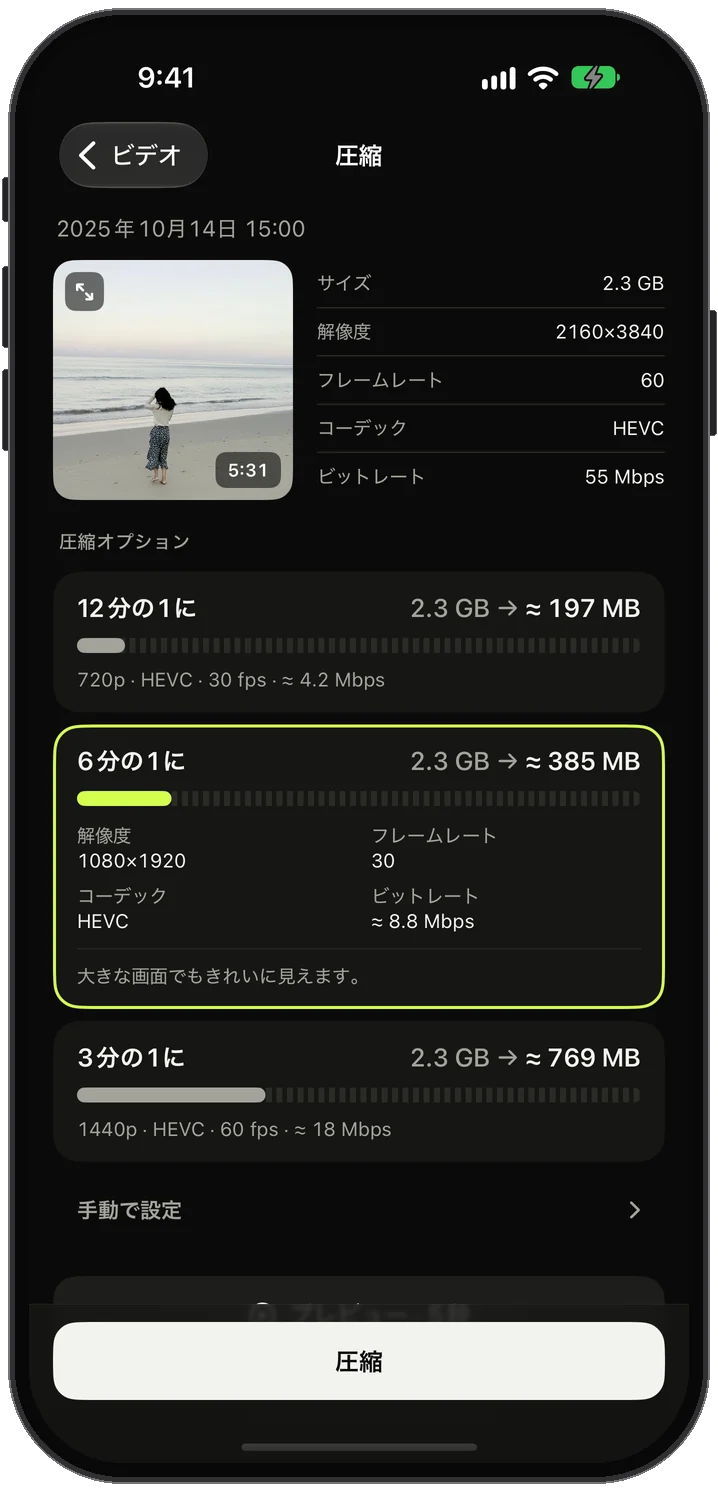 9:41
ビデオ
圧縮
2025年10月14日 15:00
サイズ 2.3 GB
解像度 2160×3840
フレームレート 60
コーデック HEVC
ビットレート 55 Mbps
5:31
圧縮オプション
12分の1に 2.3 GB → ≈ 197 MB
720p · HEVC · 30 fps · ≈ 4.2 Mbps
6分の1に 2.3 GB → ≈ 385 MB
解像度 フレームレート
1080×1920 30
コーデック ビットレート
HEVC ≈ 8.8 Mbps
大きな画面でもきれいに見えます。
3分の1に 2.3 GB → ≈ 769 MB
1440p · HEVC · 60 fps · ≈ 18 Mbps
手動で設定
プレビュー
圧縮